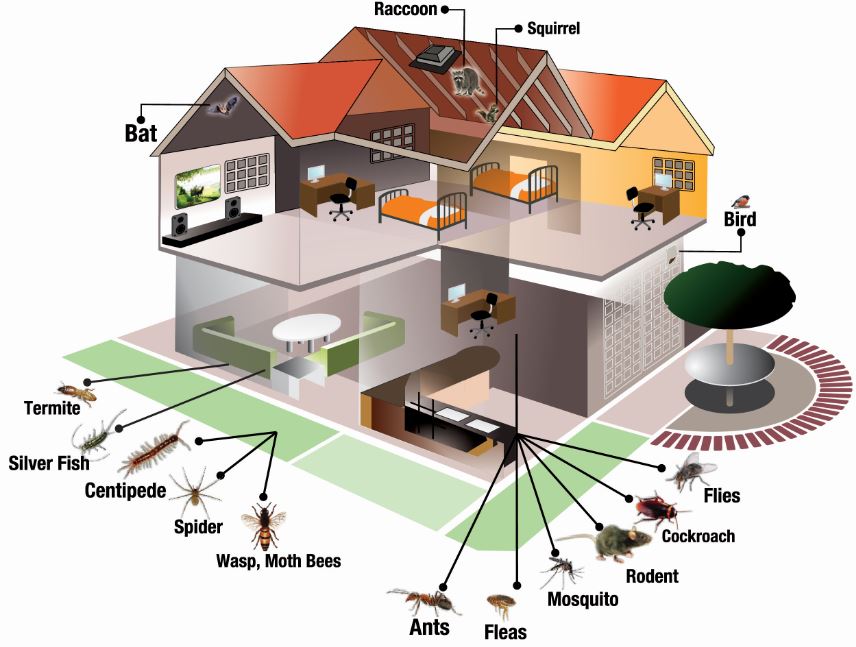 Raccoon
Squirrel
Bat
Bird
Termite
Silver Fish
Centipede
Spider
Wasp, Moth Bees
Flies
Cockroach
Rodent
Mosquito
Ants
Fleas